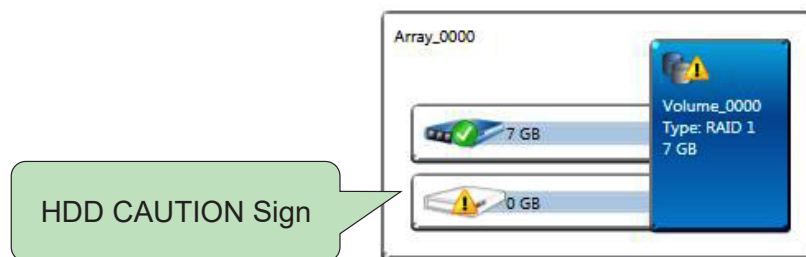 Array_0000
Volume_0000
Type: RAID 1
7 GB
7 GB
0 GB
HDD CAUTION Sign